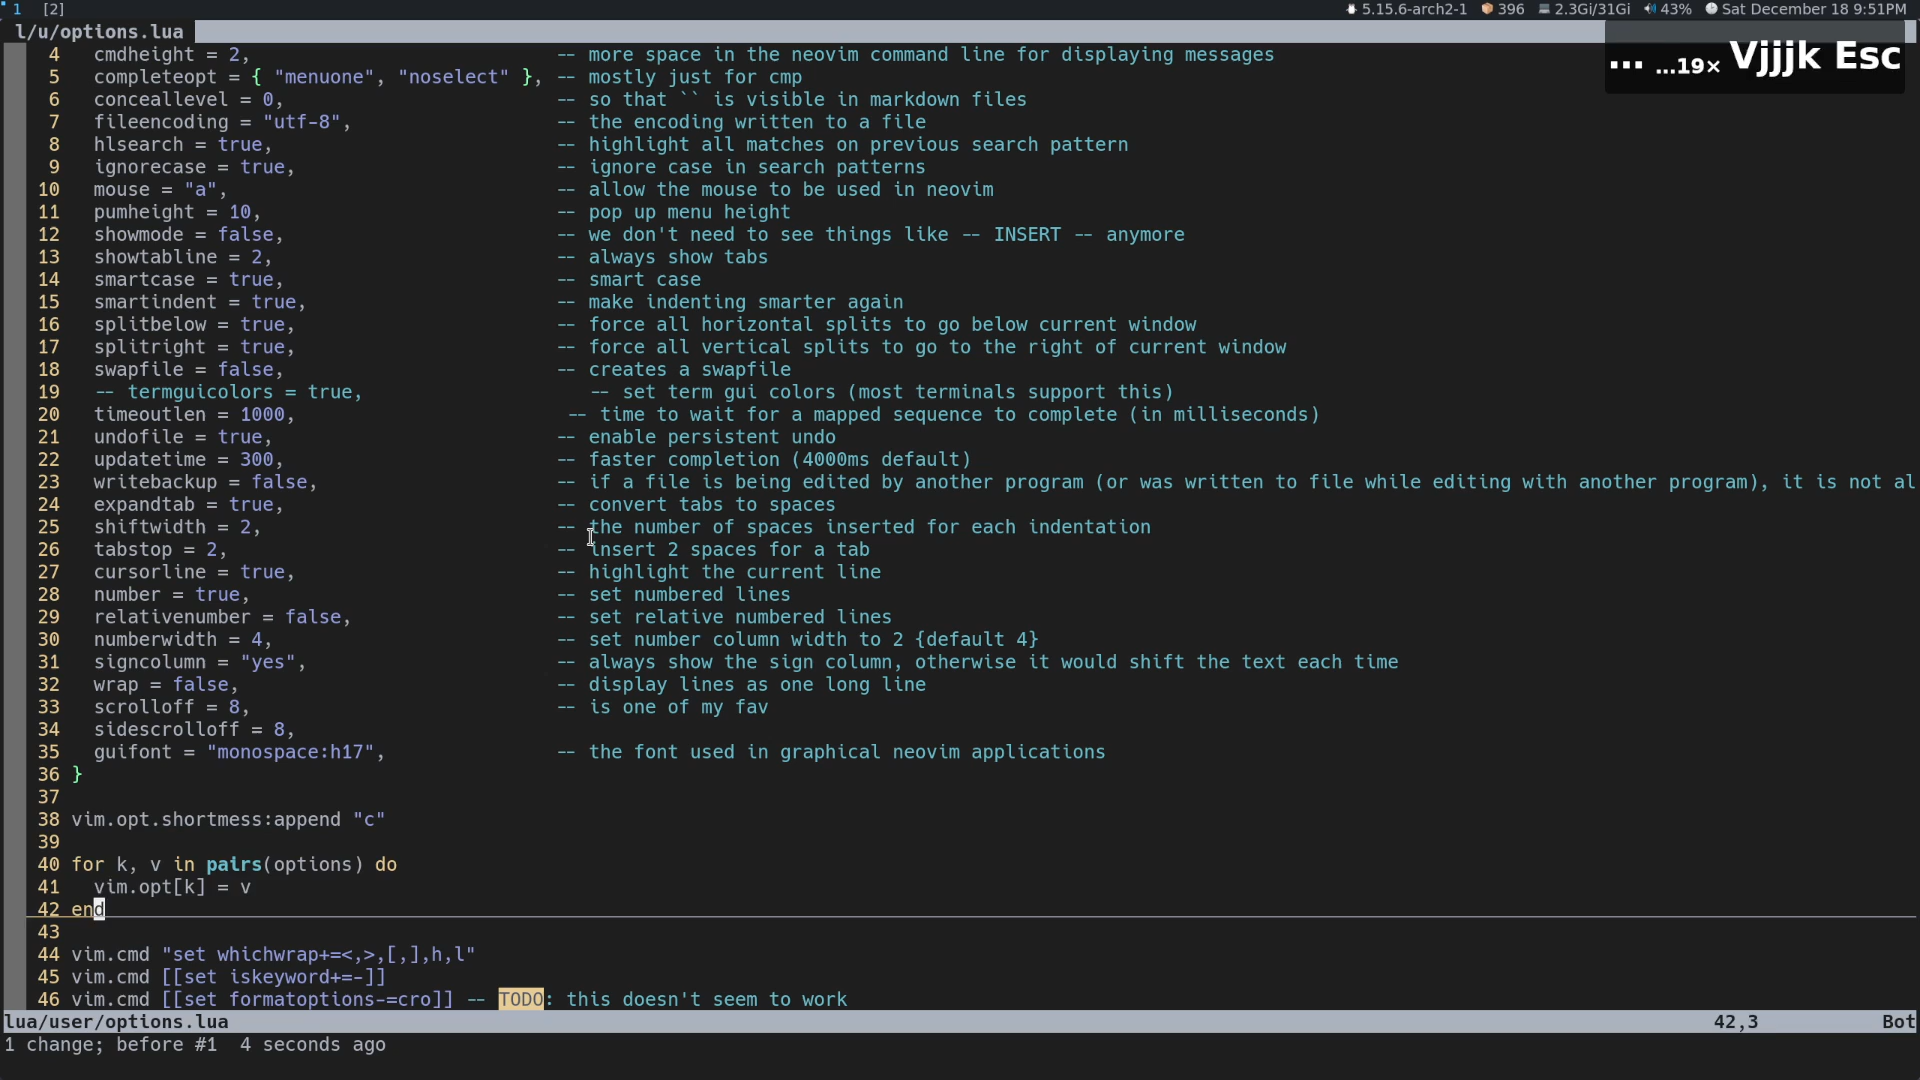 1 [2] 5.15.6-arch2-1 396 2.3Gi/31Gi 43% Sat December 18 9:51PM
l/u/options.lua
... ...19× Vjjjk Esc
4 cmdheight = 2, -- more space in the neovim command line for displaying messages
5 completeopt = { "menuone", "noselect" }, -- mostly just for cmp
6 conceallevel = 0, -- so that `` is visible in markdown files
7 fileencoding = "utf-8", -- the encoding written to a file
8 hlsearch = true, -- highlight all matches on previous search pattern
9 ignorecase = true, -- ignore case in search patterns
10 mouse = "a", -- allow the mouse to be used in neovim
11 pumheight = 10, -- pop up menu height
12 showmode = false, -- we don't need to see things like -- INSERT -- anymore
13 showtabline = 2, -- always show tabs
14 smartcase = true, -- smart case
15 smartindent = true, -- make indenting smarter again
16 splitbelow = true, -- force all horizontal splits to go below current window
17 splitright = true, -- force all vertical splits to go to the right of current window
18 swapfile = false, -- creates a swapfile
19 -- termguicolors = true, -- set term gui colors (most terminals support this)
20 timeoutlen = 1000, -- time to wait for a mapped sequence to complete (in milliseconds)
21 undofile = true, -- enable persistent undo
22 updatetime = 300, -- faster completion (4000ms default)
23 writebackup = false, -- if a file is being edited by another program (or was written to file while editing with another program), it is not al
24 expandtab = true, -- convert tabs to spaces
25 shiftwidth = 2, -- the number of spaces inserted for each indentation
26 tabstop = 2, -- insert 2 spaces for a tab
27 cursorline = true, -- highlight the current line
28 number = true, -- set numbered lines
29 relativenumber = false, -- set relative numbered lines
30 numberwidth = 4, -- set number column width to 2 {default 4}
31 signcolumn = "yes", -- always show the sign column, otherwise it would shift the text each time
32 wrap = false, -- display lines as one long line
33 scrolloff = 8, -- is one of my fav
34 sidescrolloff = 8,
35 guifont = "monospace:h17", -- the font used in graphical neovim applications
36 }
37
38 vim.opt.shortmess:append "c"
39
40 for k, v in pairs(options) do
41 vim.opt[k] = v
42 end
43
44 vim.cmd "set whichwrap+=<,>,[,],h,l"
45 vim.cmd [[set iskeyword+=-]]
46 vim.cmd [[set formatoptions-=cro]] -- TODO: this doesn't seem to work
lua/user/options.lua 42,3 Bot
1 change; before #1 4 seconds ago